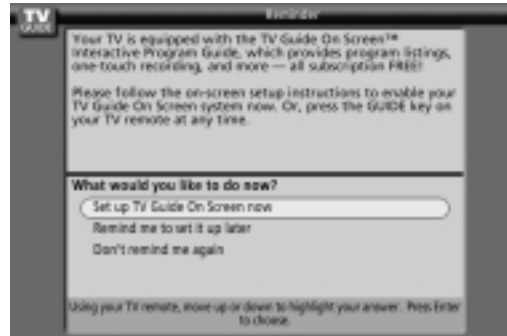 TV
GUIDE
Reminder
Your TV is equipped with the TV Guide On Screen™
Interactive Program Guide, which provides program listings,
one-touch recording, and more — all subscription FREE!
Please follow the on-screen setup instructions to enable your
TV Guide On Screen system now. Or, press the GUIDE key on
your TV remote at any time.
What would you like to do now?
Set up TV Guide On Screen now
Remind me to set it up later
Don't remind me again
Using your TV remote, move up or down to highlight your answer. Press Enter
to choose.